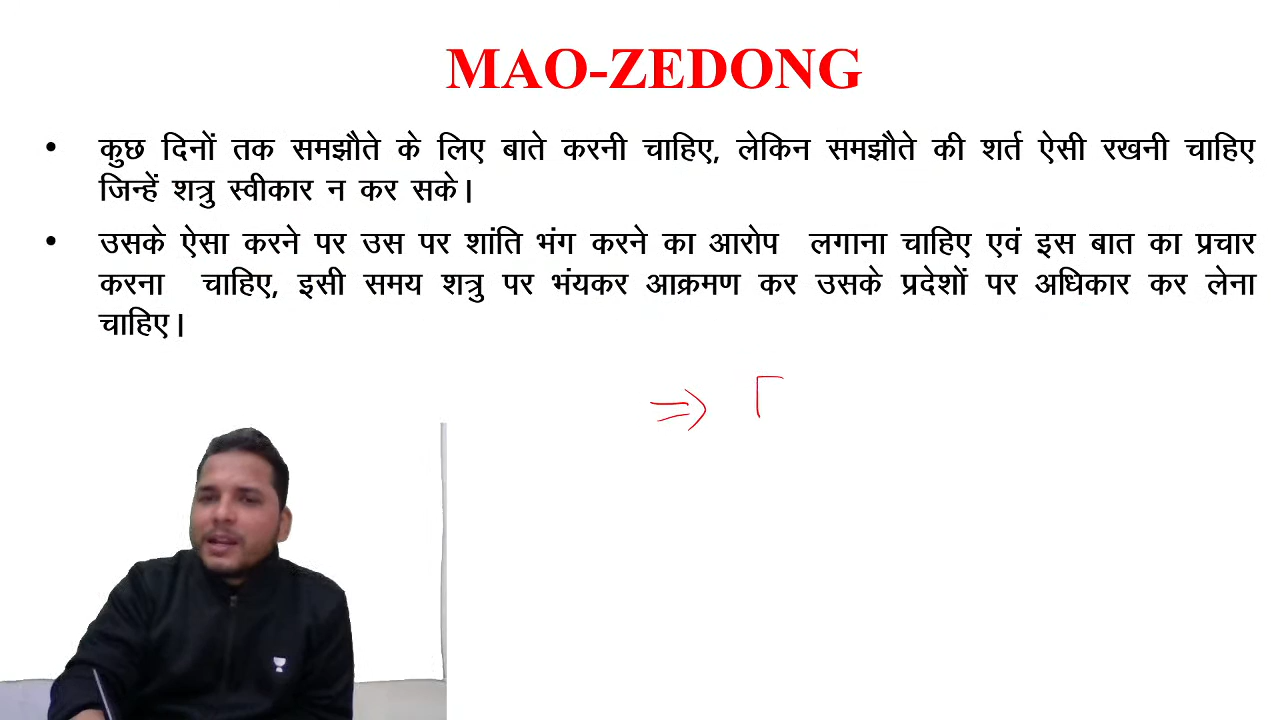 MAO-ZEDONG
• कुछ दिनों तक समझौते के लिए बाते करनी चाहिए, लेकिन समझौते की शर्त ऐसी रखनी चाहिए
जिन्हें शत्रु स्वीकार न कर सके।
• उसके ऐसा करने पर उस पर शांति भंग करने का आरोप लगाना चाहिए एवं इस बात का प्रचार
करना चाहिए, इसी समय शत्रु पर भंयकर आक्रमण कर उसके प्रदेशों पर अधिकार कर लेना
चाहिए।